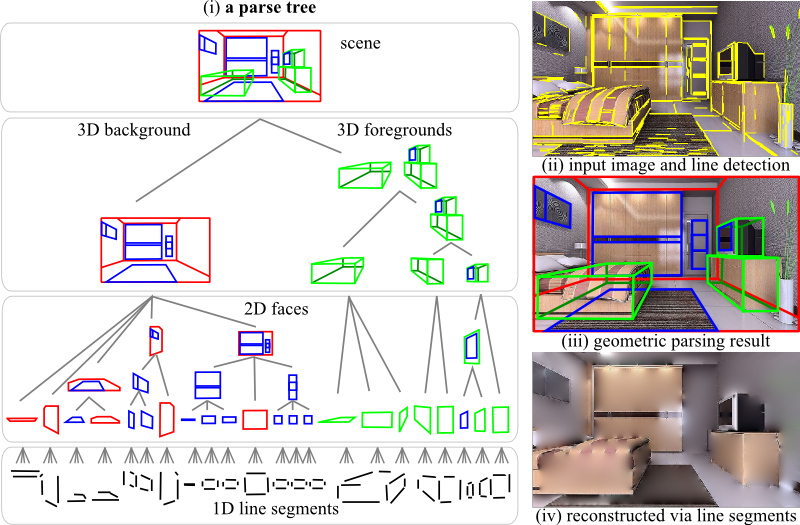 (i) a parse tree
scene
3D background
3D foregrounds
2D faces
1D line segments
(ii) input image and line detection
(iii) geometric parsing result
(iv) reconstructed via line segments